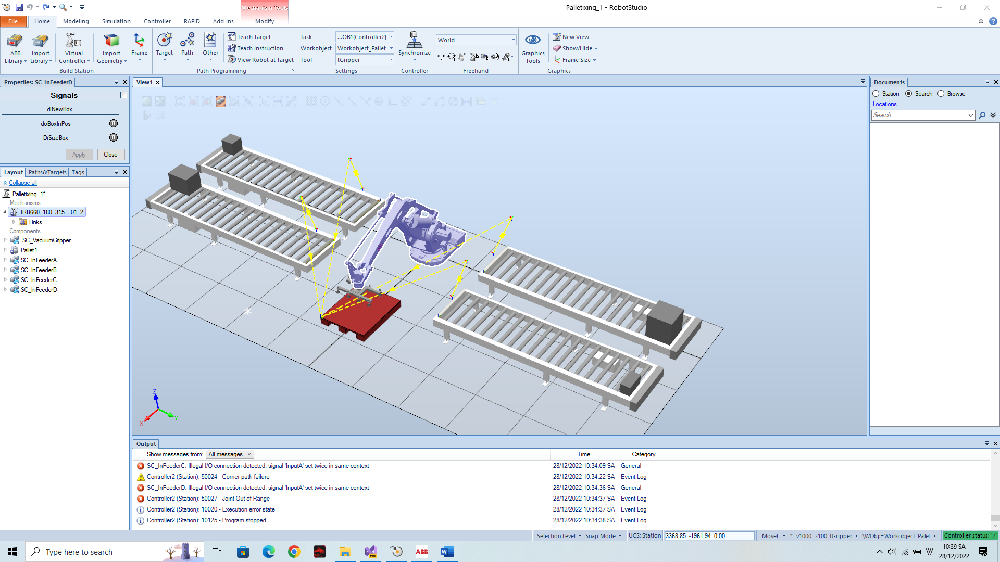 Mechanism Tools
Palletixing_1 - RobotStudio
File
Home
Modeling
Simulation
Controller
RAPID
Add-Ins
Modify
ABB Library
Import Library
Virtual Controller
Import Geometry
Frame
Build Station
Target
Path
Other
Teach Target
Teach Instruction
View Robot at Target
Path Programming
Task
...OB1(Controller2)
Workobject
Workobject_Pallet
Tool
tGripper
Settings
Synchronize
Controller
World
Freehand
Graphics Tools
New View
Show/Hide
Frame Size
Graphics
Properties: SC_InFeederD
Signals
diNewBox
doBoxInPos
0
DiSizeBox
0
Apply
Close
Layout
Paths&Targets
Tags
Collapse all
Palletixing_1*
Mechanisms
IRB660_180_315__01_2
Links
Components
SC_VacuumGripper
Pallet1
SC_InFeederA
SC_InFeederB
SC_InFeederC
SC_InFeederD
View1
Z
X
Y
Documents
Station
Search
Browse
Locations...
Search
Output
Show messages from:
All messages
Time
Category
SC_InFeederC: Illegal I/O connection detected: signal 'InputA' set twice in same context 28/12/2022 10:34:09 SA General
Controller2 (Station): 50024 - Corner path failure 28/12/2022 10:34:22 SA Event Log
SC_InFeederD: Illegal I/O connection detected: signal 'InputA' set twice in same context 28/12/2022 10:34:36 SA General
Controller2 (Station): 50027 - Joint Out of Range 28/12/2022 10:34:37 SA Event Log
Controller2 (Station): 10020 - Execution error state 28/12/2022 10:34:37 SA Event Log
Controller2 (Station): 10125 - Program stopped 28/12/2022 10:34:38 SA Event Log
Selection Level
Snap Mode
UCS: Station
3368,85 -1961,94 0,00
MoveL * v1000 z100 tGripper \WObj:=Workobject_Pallet
Controller status: 1/1
Type here to search
PRE
ABB
V
10:39 SA
28/12/2022